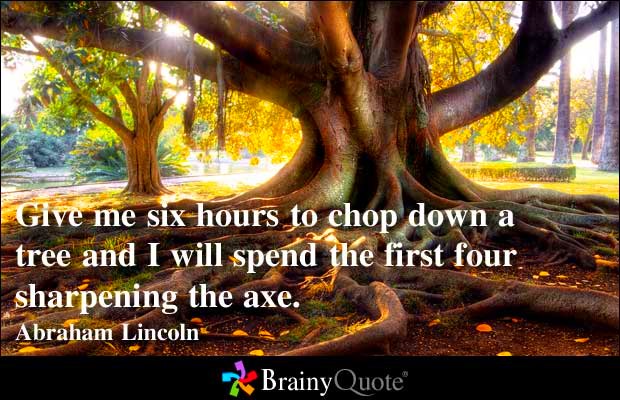 Give me six hours to chop down a
tree and I will spend the first four
sharpening the axe.
Abraham Lincoln
BrainyQuote®